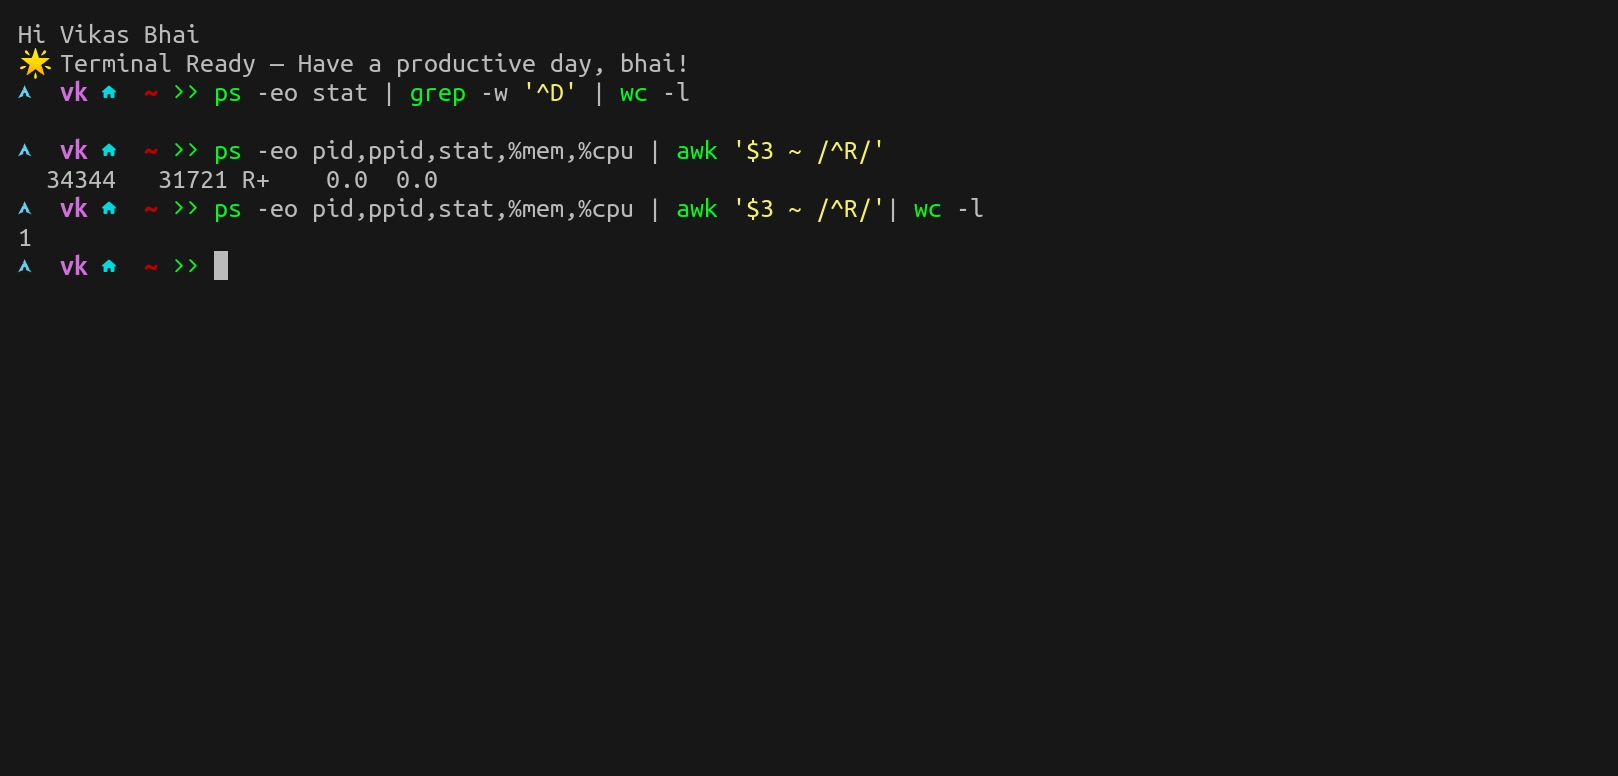 Hi Vikas Bhai
🌟 Terminal Ready — Have a productive day, bhai!
vk ~ >> ps -eo stat | grep -w '^D' | wc -l
vk ~ >> ps -eo pid,ppid,stat,%mem,%cpu | awk '$3 ~ /^R/'
34344 31721 R+ 0.0 0.0
vk ~ >> ps -eo pid,ppid,stat,%mem,%cpu | awk '$3 ~ /^R/'| wc -l
1
vk ~ >>